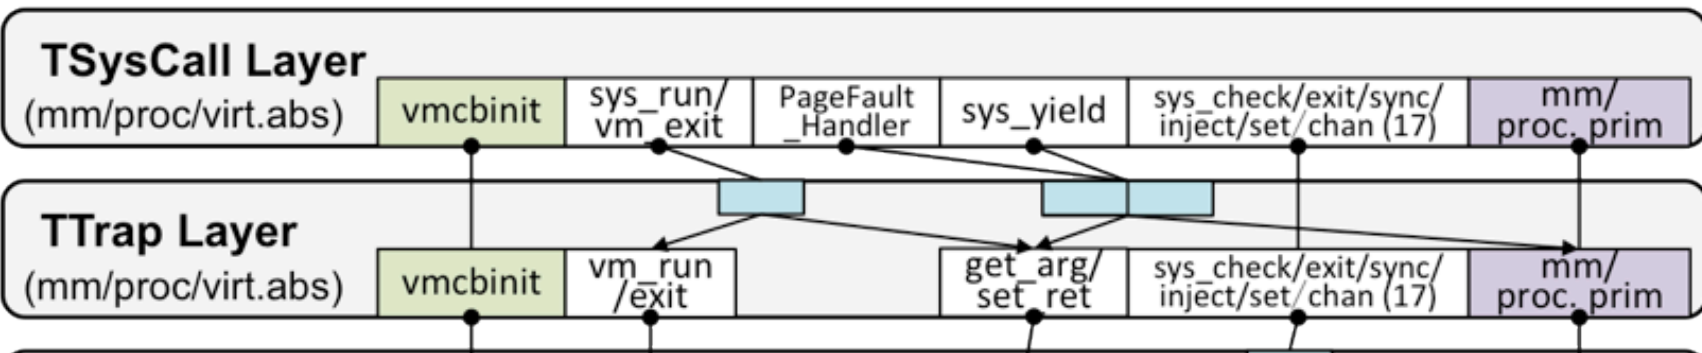 TSysCall Layer
(mm/proc/virt.abs)
vmcbinit
sys_run/
vm_exit
PageFault
_Handler
sys_yield
sys_check/exit/sync/
inject/set/chan (17)
mm/
proc. prim
TTrap Layer
(mm/proc/virt.abs)
vmcbinit
vm_run
/exit
get_arg/
set_ret
sys_check/exit/sync/
inject/set/chan (17)
mm/
proc. prim